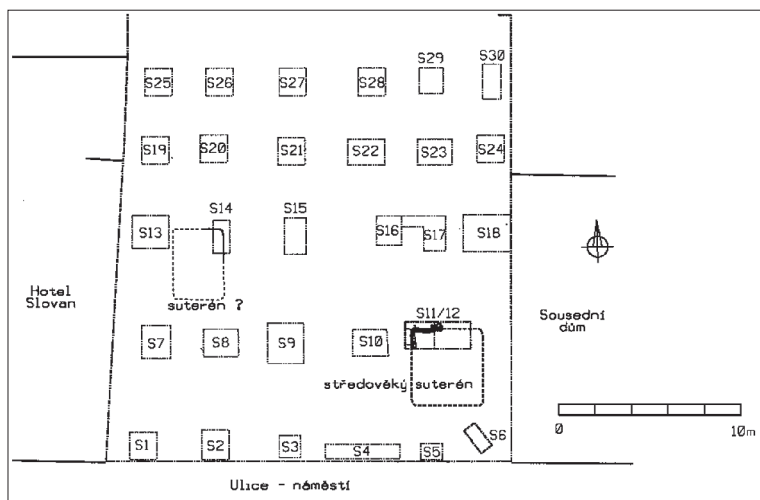 S29 S30
S25 S26 S27 S28
S19 S20 S21 S22 S23 S24
S14 S15
S13 S16 S17 S18
Hotel
Slovan
suterén ?
Sousední
dům
S11/12
S7 S8 S9 S10
středověký suterén
S1 S2 S3 S4 S5 S6
0 10m
Ulice - náměstí